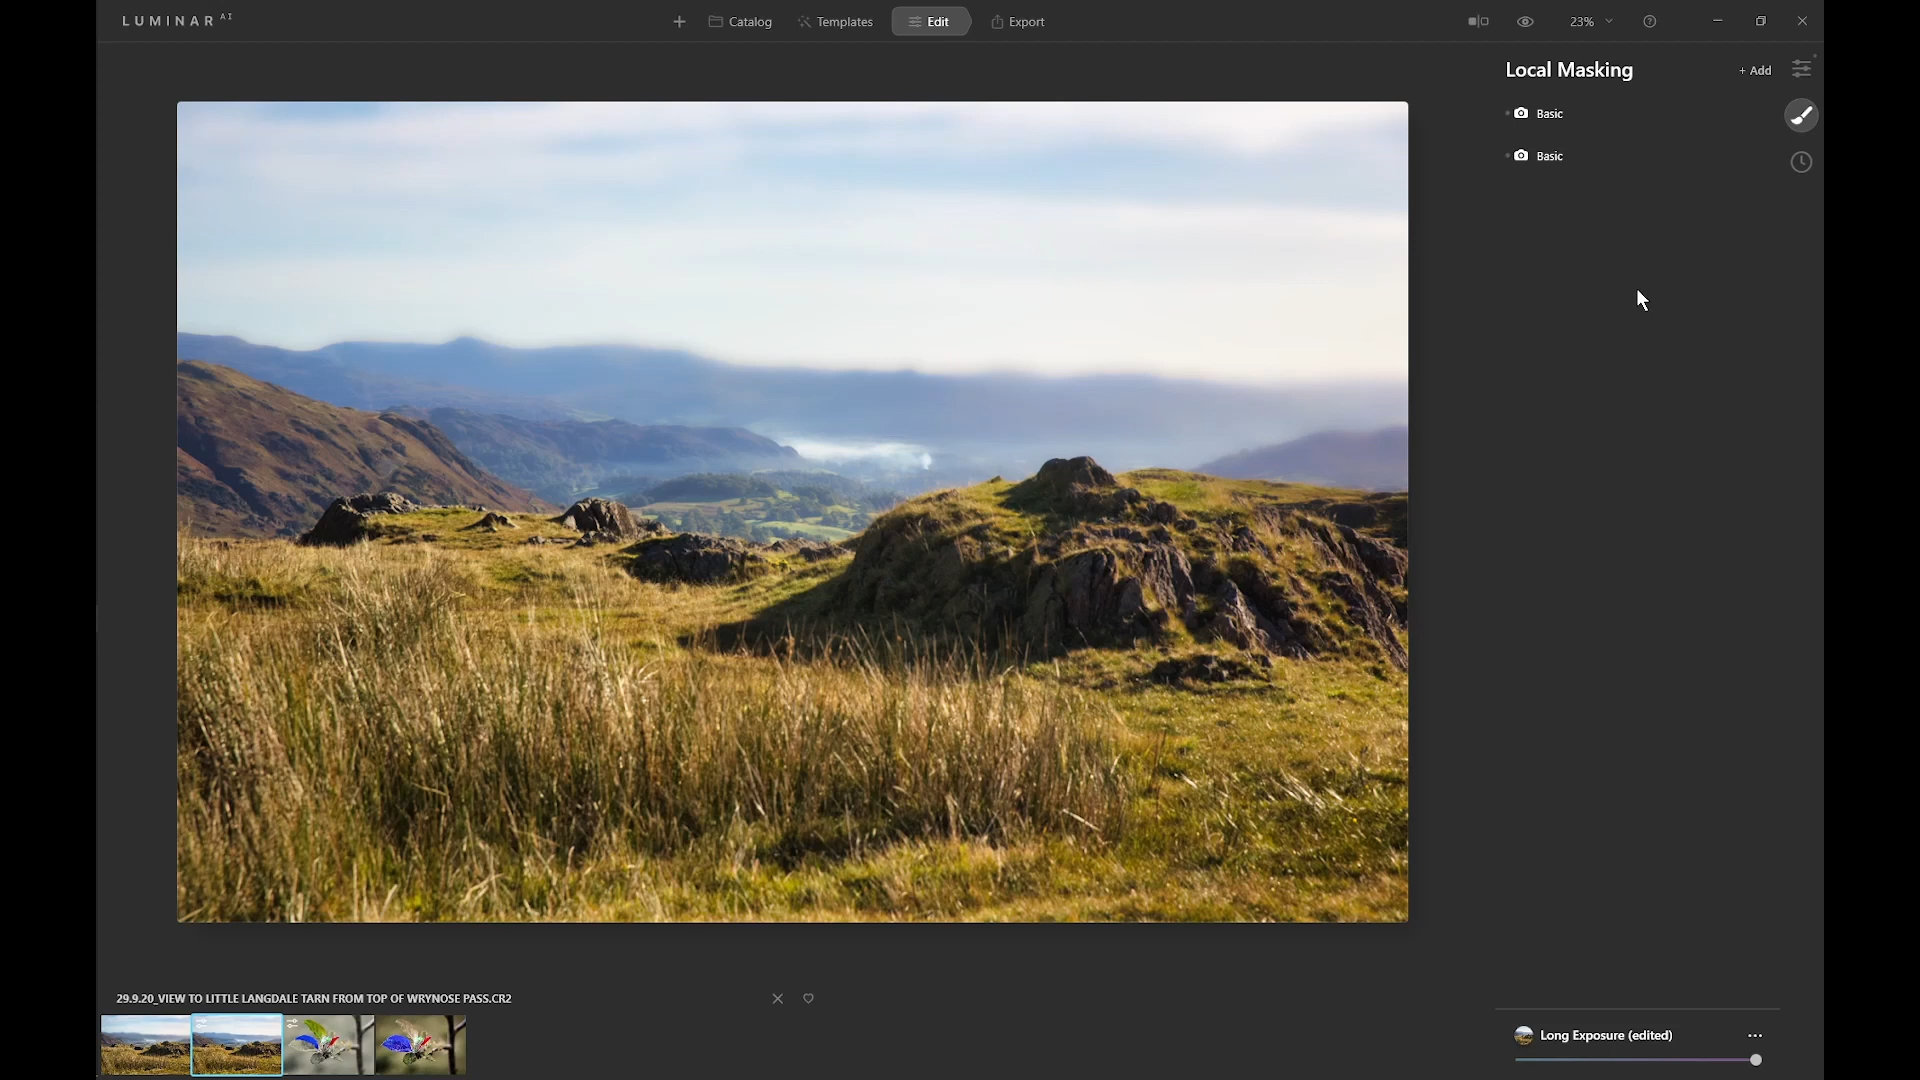 LUMINAR AI
Catalog
Templates
Edit
Export
23%
Local Masking
+ Add
Basic
Basic
29.9.20_VIEW TO LITTLE LANGDALE TARN FROM TOP OF WRYNOSE PASS.CR2
Long Exposure (edited)